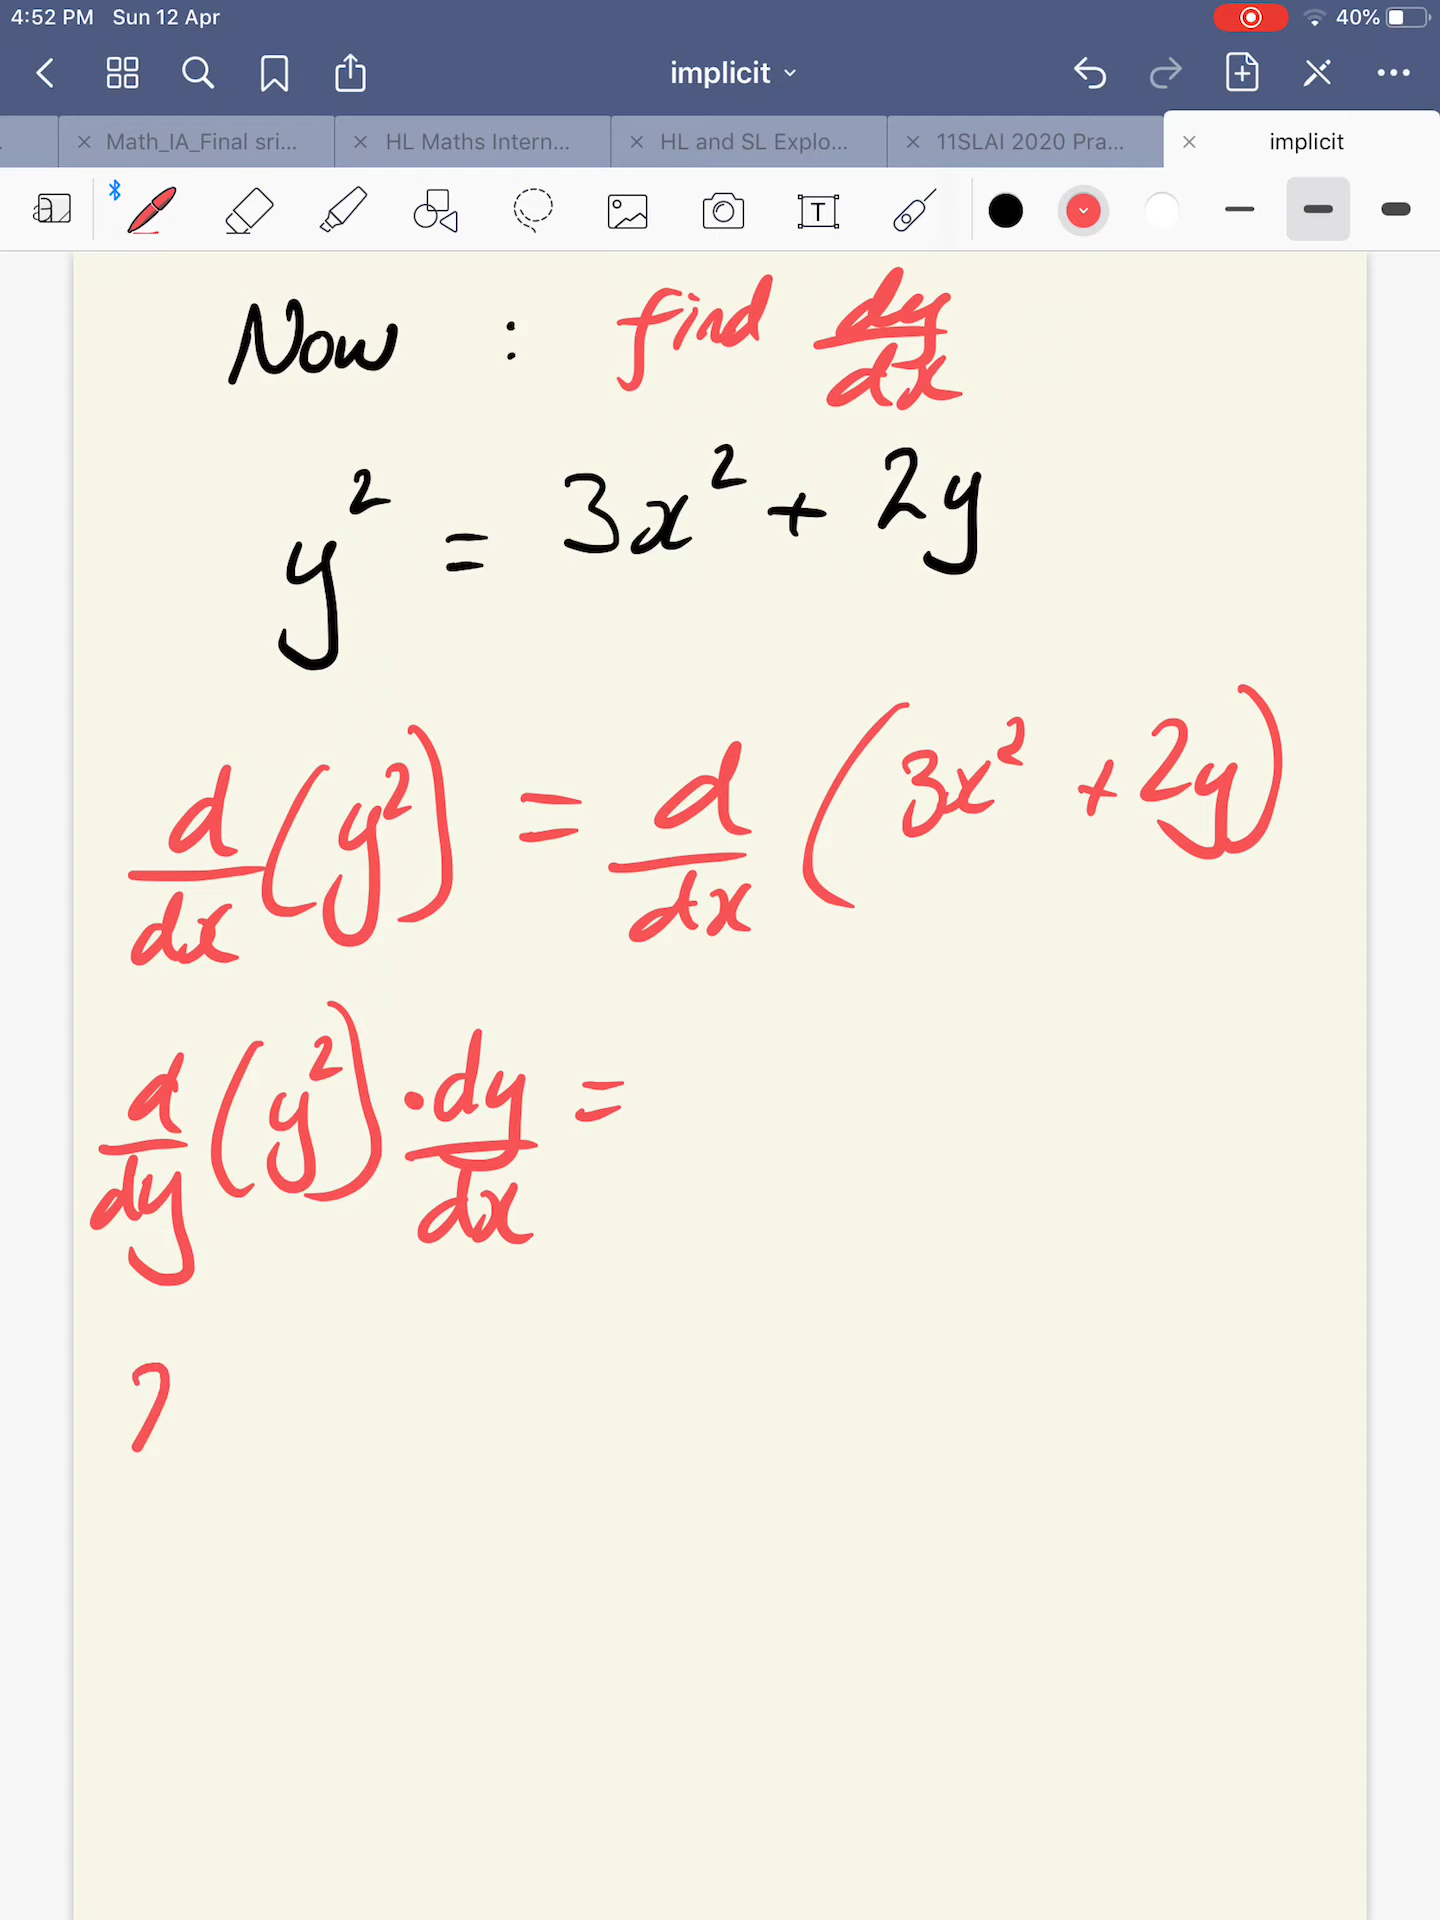 4:52 PM Sun 12 Apr 40%
implicit
Math_IA_Final sri... HL Maths Intern... HL and SL Explo... 11SLAI 2020 Pra... implicit
Now : find dy/dx
y² = 3x² + 2y
d/dx (y²) = d/dx (3x² + 2y)
d/dy (y²) · dy/dx =